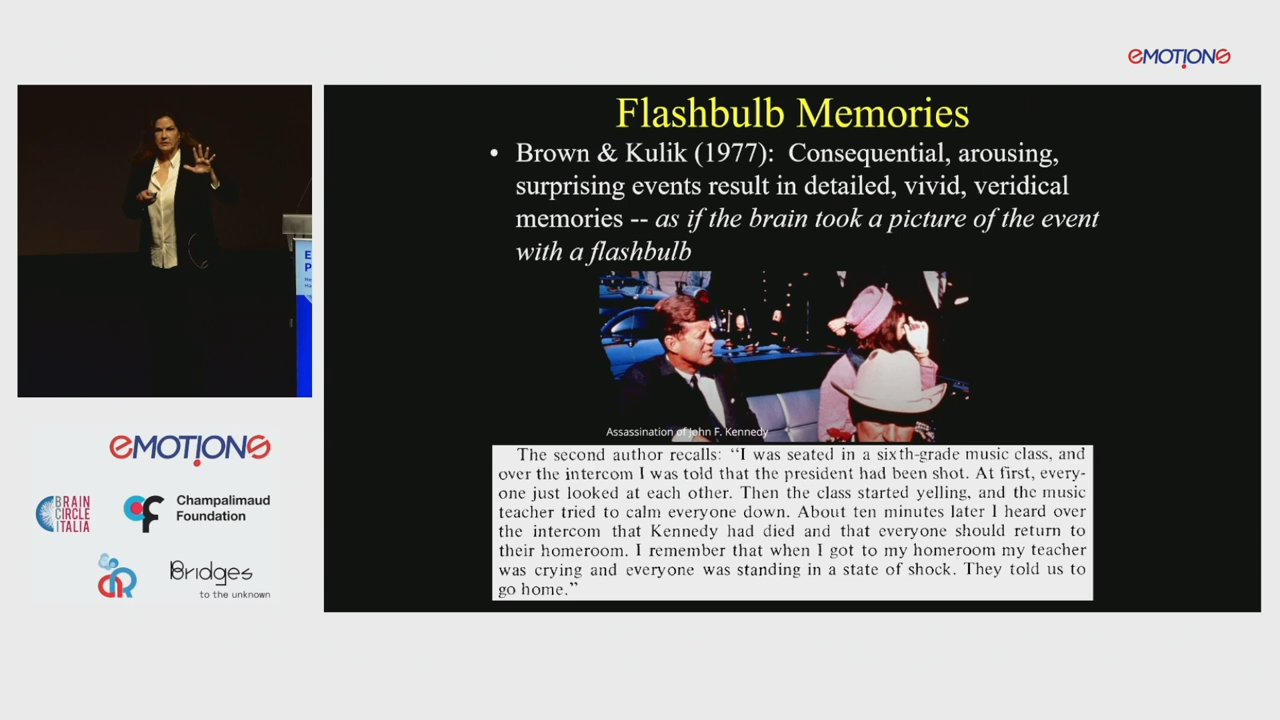 eMOTIONS
Flashbulb Memories
• Brown & Kulik (1977): Consequential, arousing,
surprising events result in detailed, vivid, veridical
memories -- as if the brain took a picture of the event
with a flashbulb
Assassination of John F. Kennedy
The second author recalls: “I was seated in a sixth-grade music class, and
over the intercom I was told that the president had been shot. At first, every-
one just looked at each other. Then the class started yelling, and the music
teacher tried to calm everyone down. About ten minutes later I heard over
the intercom that Kennedy had died and that everyone should return to
their homeroom. I remember that when I got to my homeroom my teacher
was crying and everyone was standing in a state of shock. They told us to
go home.”
E
P
eMOTIONS
BRAIN
CIRCLE
ITALIA
Champalimaud
Foundation
Bridges
to the unknown